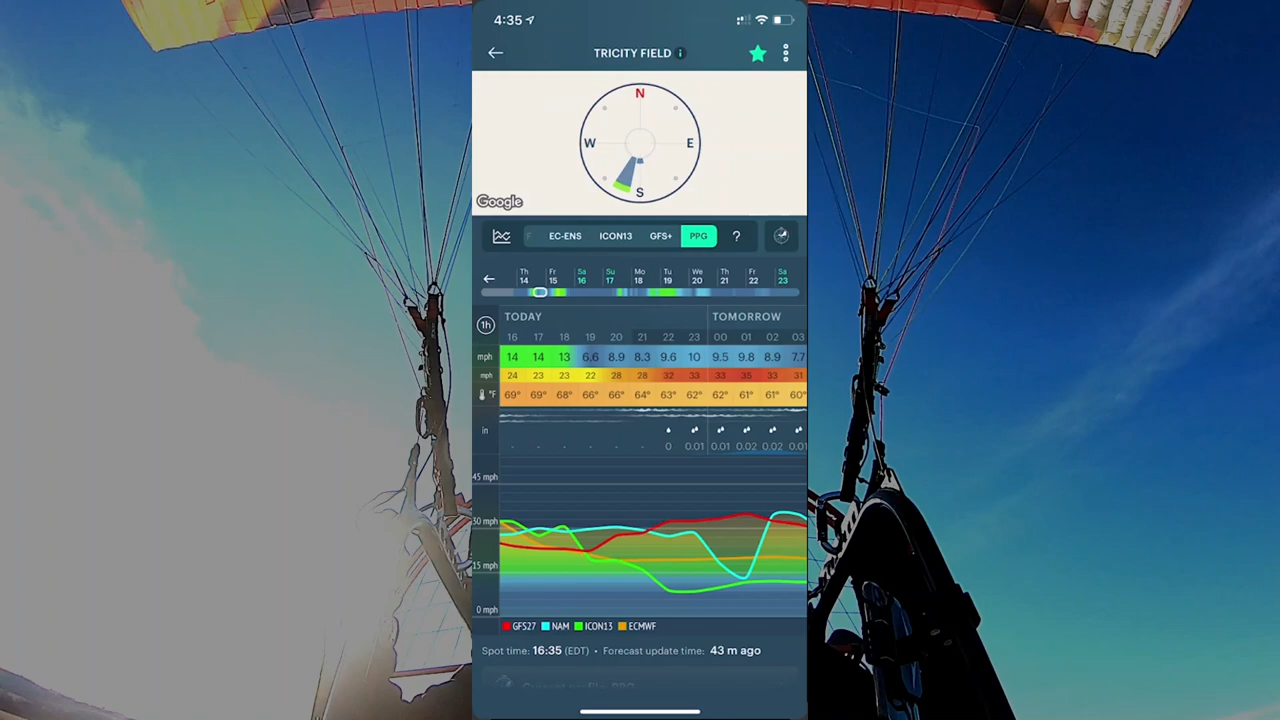 4:35
TRICITY FIELD i
N
W E
S
Google
EC-ENS ICON13 GFS+ PPG ?
Th Fr Sa Su Mo Tu We Th Fr Sa
14 15 16 17 18 19 20 21 22 23
1h TODAY TOMORROW
16 17 18 19 20 21 22 23 00 01 02 03
mph 14 14 13 6.6 8.9 8.3 9.6 10 9.5 9.8 8.9 7.7
mph 24 23 23 22 28 28 32 33 33 35 33 31
°F 69° 69° 68° 66° 66° 64° 63° 62° 62° 61° 61° 60°
in
- - - - - - 0 0.01 0.01 0.02 0.02 0.01
45 mph
30 mph
15 mph
0 mph
GFS27 NAM ICON13 ECMWF
Spot time: 16:35 (EDT) • Forecast update time: 43 m ago
Current profile: PPG